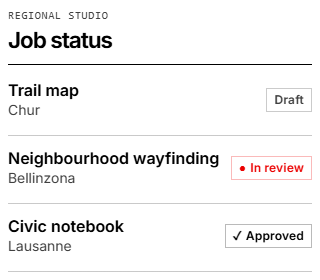 REGIONAL STUDIO
Job status
Trail map
Chur
Draft
Neighbourhood wayfinding
Bellinzona
● In review
Civic notebook
Lausanne
✓ Approved